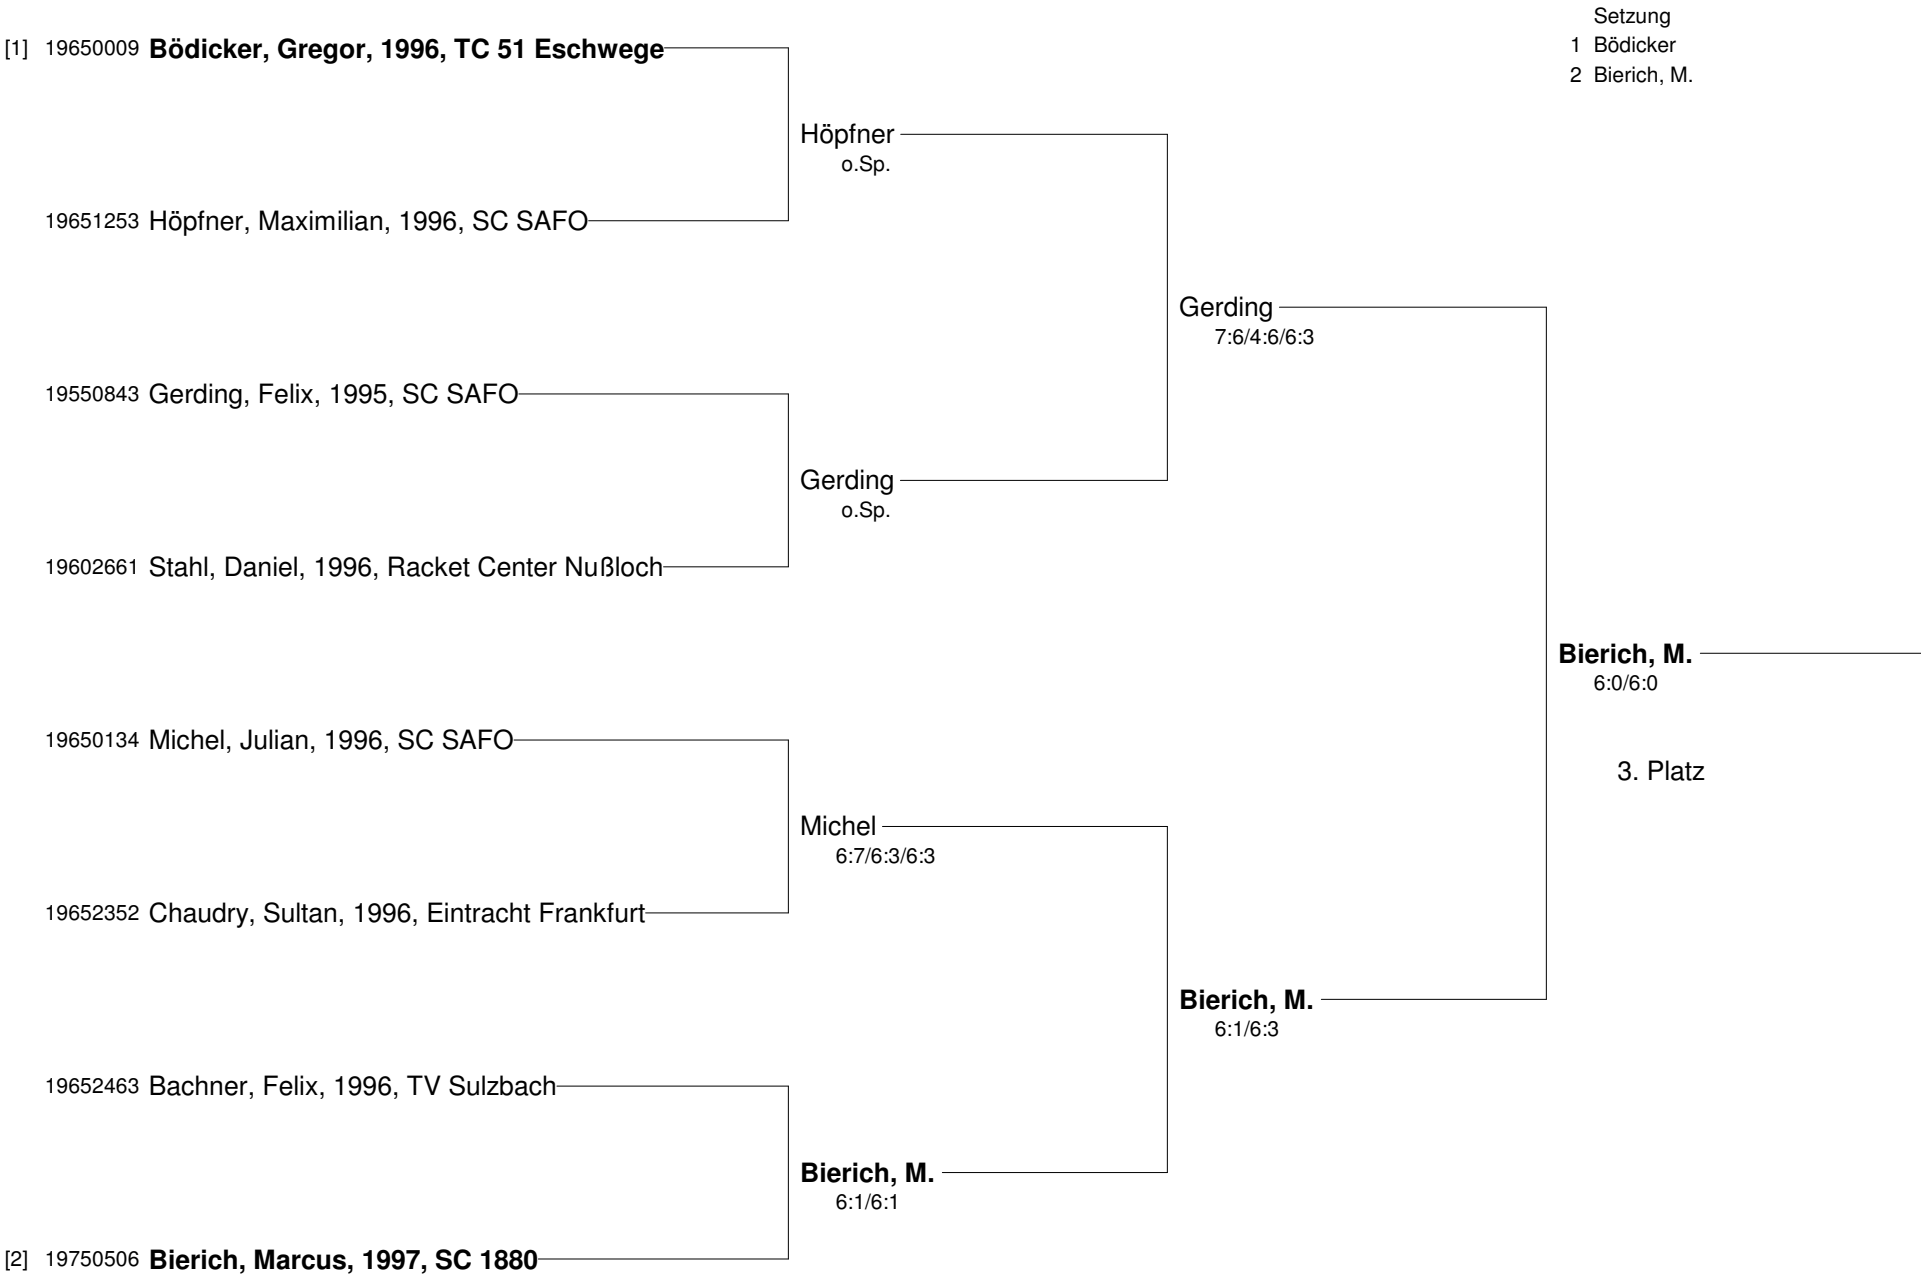 Setzung
1 Bödicker
2 Bierich, M.
[1] 19650009 Bödicker, Gregor, 1996, TC 51 Eschwege
Höpfner
o.Sp.
19651253 Höpfner, Maximilian, 1996, SC SAFO
Gerding
7:6/4:6/6:3
19550843 Gerding, Felix, 1995, SC SAFO
Gerding
o.Sp.
19602661 Stahl, Daniel, 1996, Racket Center Nußloch
Bierich, M.
6:0/6:0
19650134 Michel, Julian, 1996, SC SAFO
3. Platz
Michel
6:7/6:3/6:3
19652352 Chaudry, Sultan, 1996, Eintracht Frankfurt
Bierich, M.
6:1/6:3
19652463 Bachner, Felix, 1996, TV Sulzbach
Bierich, M.
6:1/6:1
[2] 19750506 Bierich, Marcus, 1997, SC 1880